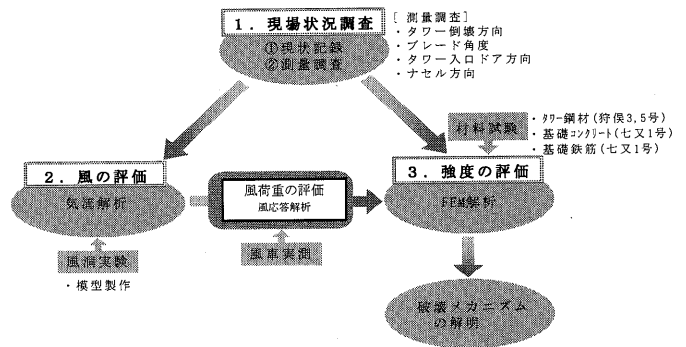 1．現場状況調査
①現状記録
②測量調査
[ 測量調査]
・タワー倒壊方向
・ブレード角度
・タワー入口ドア方向
・ナセル方向
材料試験
・タワー鋼材(狩俣3,5号)
・基礎コンクリート(七又1号)
・基礎鉄筋(七又1号)
2．風の評価
気流解析
風洞実験
・模型製作
風荷重の評価
風応答解析
風車実測
3．強度の評価
FEM解析
破壊メカニズム
の解明